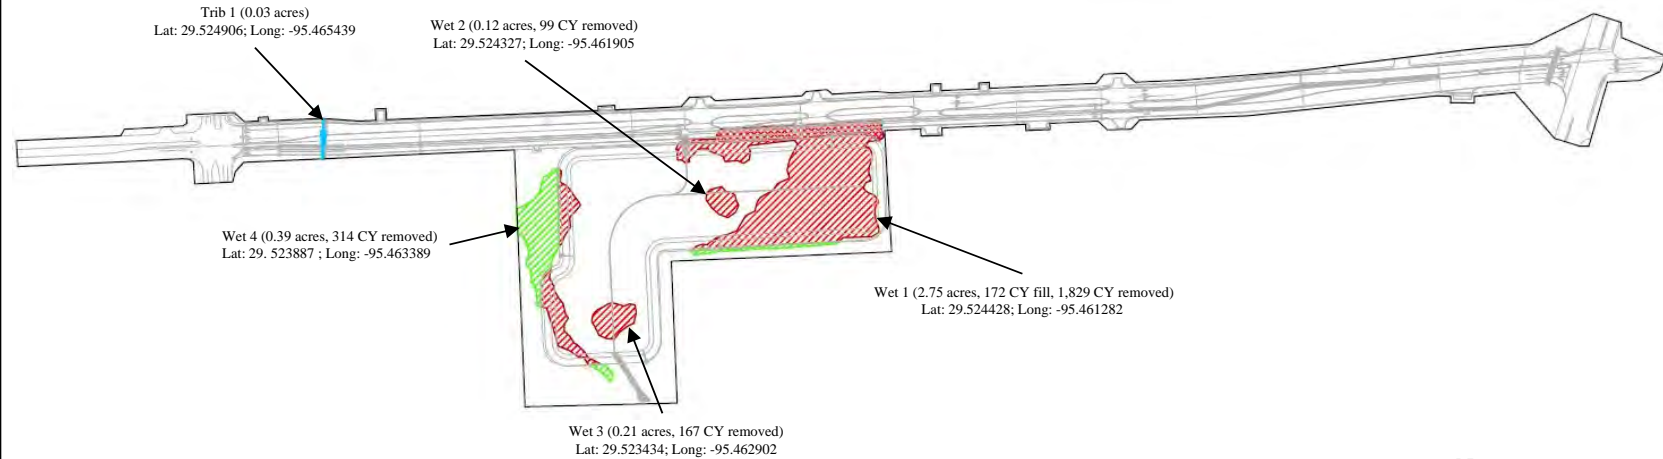 Trib 1 (0.03 acres)
Lat: 29.524906; Long: -95.465439
Wet 2 (0.12 acres, 99 CY removed)
Lat: 29.524327; Long: -95.461905
Wet 4 (0.39 acres, 314 CY removed)
Lat: 29. 523887 ; Long: -95.463389
Wet 1 (2.75 acres, 172 CY fill, 1,829 CY removed)
Lat: 29.524428; Long: -95.461282
Wet 3 (0.21 acres, 167 CY removed)
Lat: 29.523434; Long: -95.462902